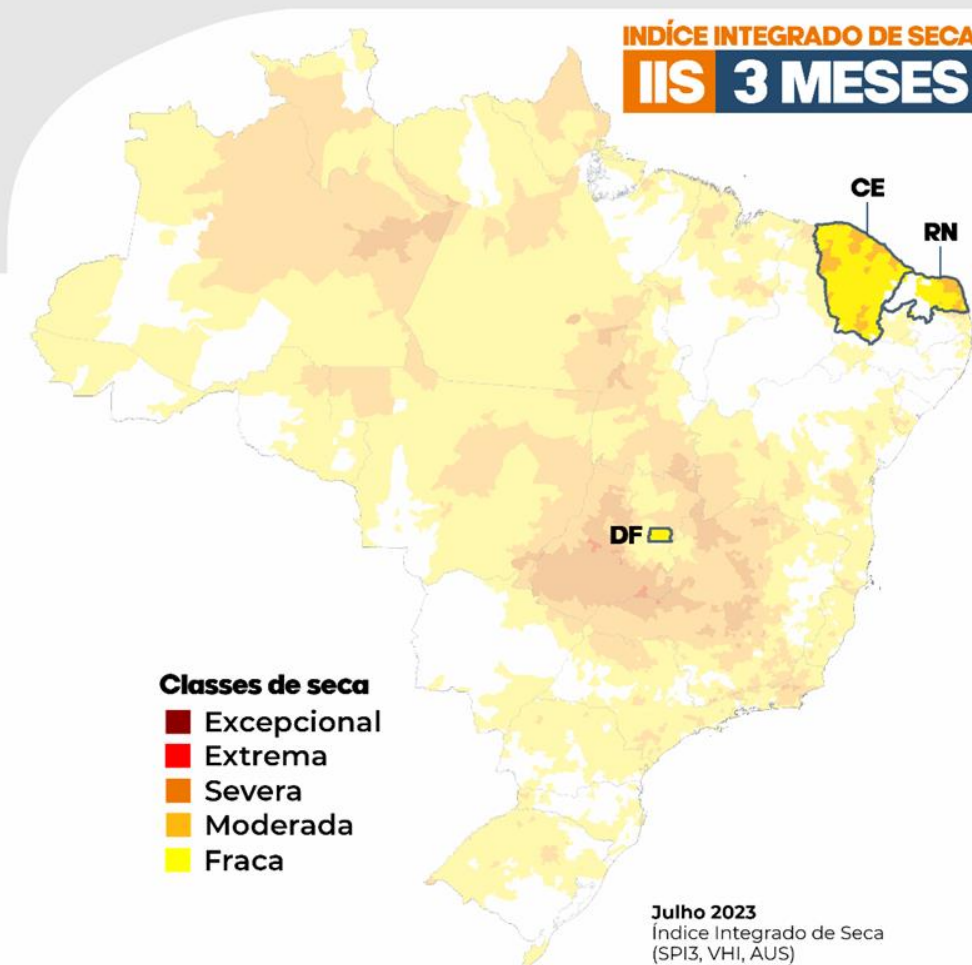 INDÍCE INTEGRADO DE SECA
IIS 3 MESES
CE
RN
DF
Classes de seca
Excepcional
Extrema
Severa
Moderada
Fraca
Julho 2023
Índice Integrado de Seca
(SPI3, VHI, AUS)